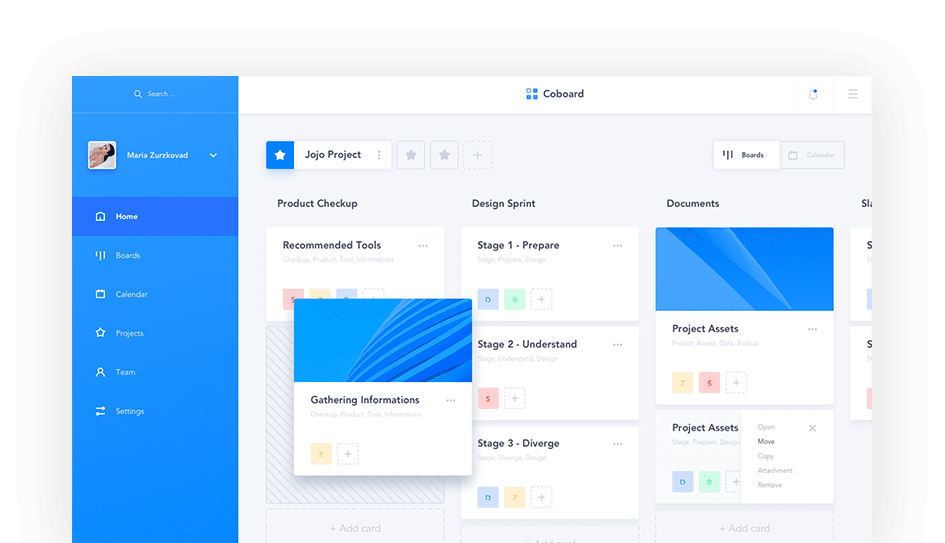 Search ...
Coboard
Maria Zurzkovad
Home
Boards
Calendar
Projects
Team
Settings
Jojo Project
Boards
Calendar
Product Checkup
Recommended Tools
Checkup, Product, Tool, Informations
S
Gathering Informations
Checkup, Product, Tool, Informations
Z
+ Add card
Design Sprint
Stage 1 - Prepare
Stage, Prepare, Design
D R +
Stage 2 - Understand
Stage, Understand, Design
S +
Stage 3 - Diverge
Stage, Diverge, Design
D Z +
+ Add card
Documents
Project Assets
Project, Assets, Data, Backup
Z S +
Project Assets
Stage, Prepare, Design
D R +
Open
Move
Copy
Attachment
Remove
+ Add card
Sla
S
S